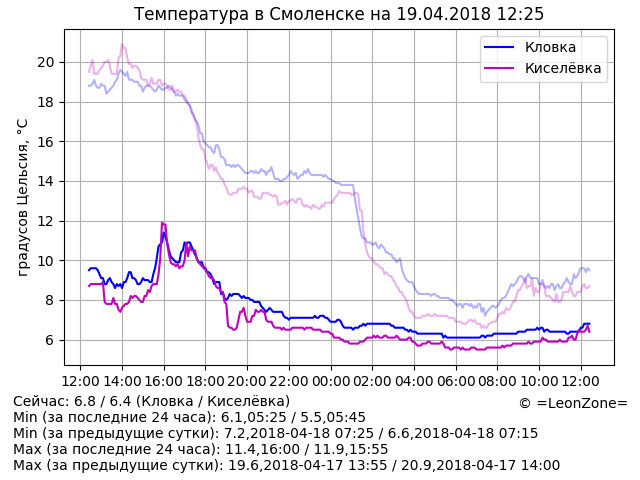 Температура в Смоленске на 19.04.2018 12:25
Кловка
Киселёвка
градусов Цельсия, °C
20
18
16
14
12
10
8
6
12:00 14:00 16:00 18:00 20:00 22:00 00:00 02:00 04:00 06:00 08:00 10:00 12:00
Сейчас: 6.8 / 6.4 (Кловка / Киселёвка)
© =LeonZone=
Min (за последние 24 часа): 6.1,05:25 / 5.5,05:45
Min (за предыдущие сутки): 7.2,2018-04-18 07:25 / 6.6,2018-04-18 07:15
Max (за последние 24 часа): 11.4,16:00 / 11.9,15:55
Max (за предыдущие сутки): 19.6,2018-04-17 13:55 / 20.9,2018-04-17 14:00